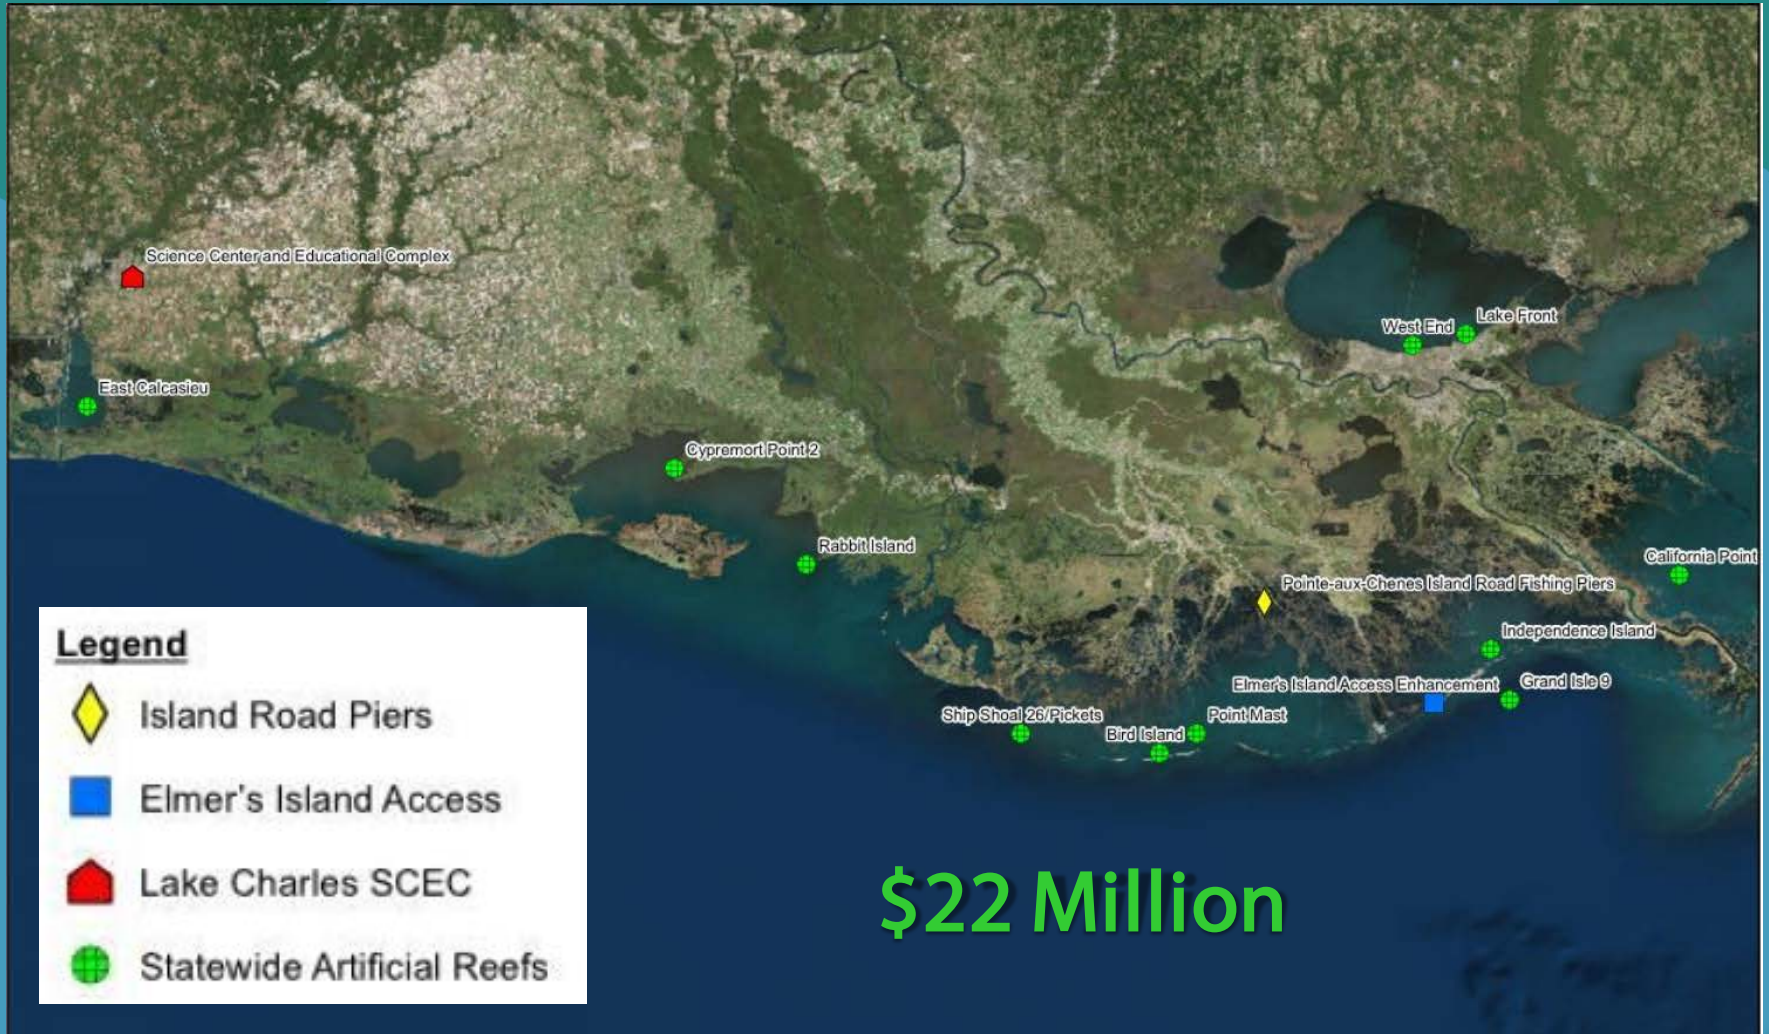 Science Center and Educational Complex
Lake Front
West End
East Calcasieu
Cypremort Point 2
Rabbit Island
California Point
Pointe-aux-Chenes Island Road Fishing Piers
Independence Island
Elmer's Island Access Enhancement
Grand Isle 9
Ship Shoal 26/Pickets
Point Mast
Bird Island
Legend
Island Road Piers
Elmer's Island Access
Lake Charles SCEC
Statewide Artificial Reefs
$22 Million